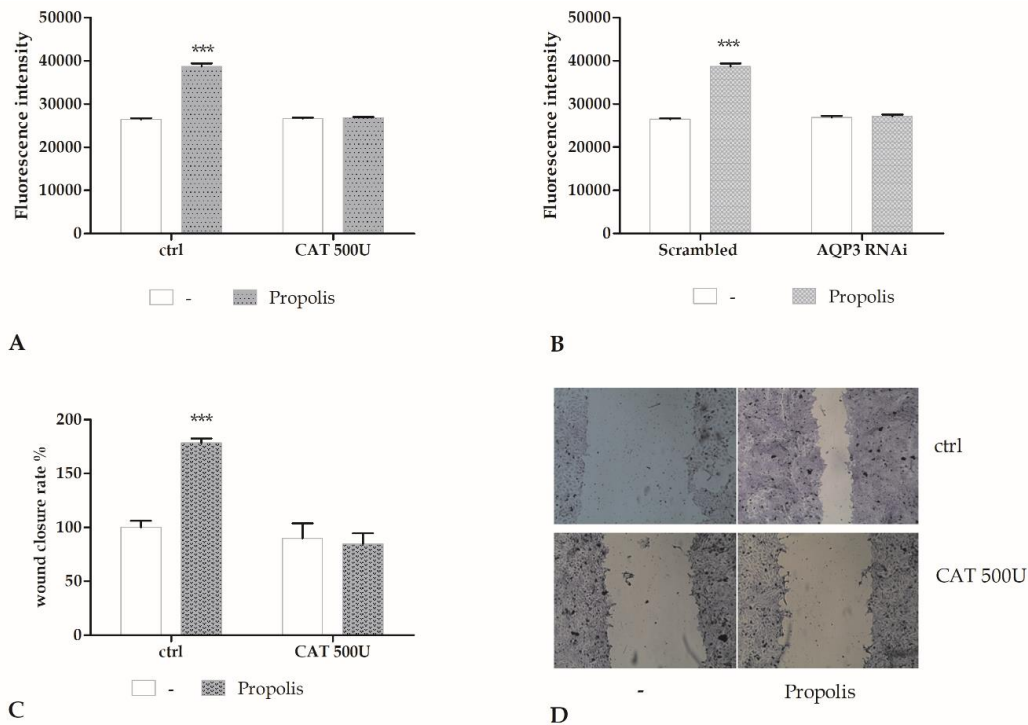 50000
40000
30000
20000
10000
0
Fluorescence intensity
***
ctrl
CAT 500U
-
Propolis
A
50000
40000
30000
20000
10000
0
Fluorescence intensity
***
Scrambled
AQP3 RNAi
-
Propolis
B
200
150
100
50
0
wound closure rate %
***
ctrl
CAT 500U
-
Propolis
C
ctrl
CAT 500U
-
Propolis
D